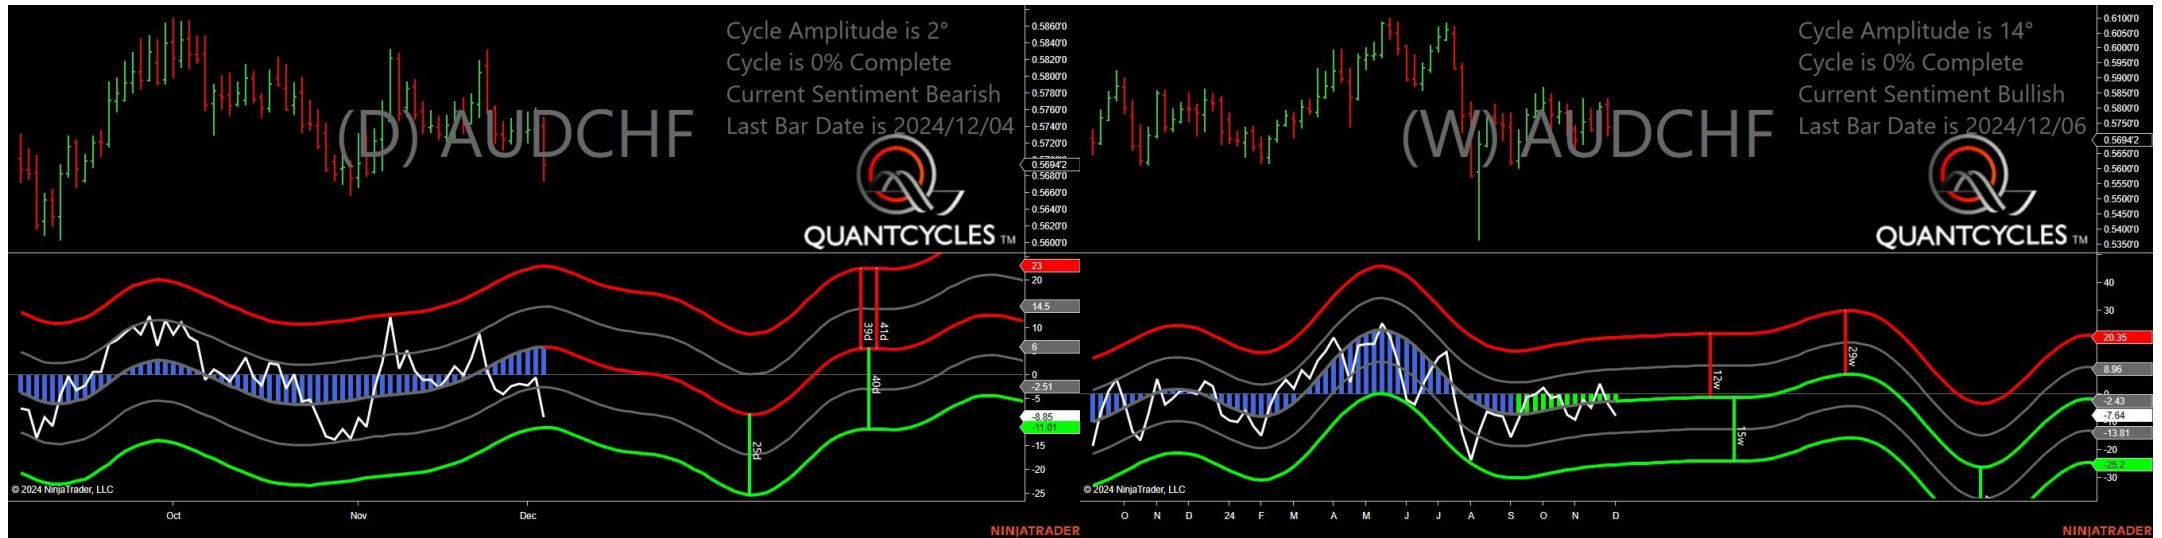 Cycle Amplitude is 2°
Cycle is 0% Complete
Current Sentiment Bearish
Last Bar Date is 2024/12/04
(D) AUDCHF
QUANTCYCLES TM
0.5860'0
0.5840'0
0.5820'0
0.5800'0
0.5780'0
0.5760'0
0.5740'0
0.5720'0
0.5694'2
0.5680'0
0.5660'0
0.5640'0
0.5620'0
0.5600'0
23
20
14.5
10
6
0
-2.51
-5
-8.85
-11.01
-15
-20
-25
39d
41d
40d
25d
© 2024 NinjaTrader, LLC
Oct
Nov
Dec
NINJATRADER
Cycle Amplitude is 14°
Cycle is 0% Complete
Current Sentiment Bullish
Last Bar Date is 2024/12/06
(W) AUDCHF
QUANTCYCLES TM
0.6100'0
0.6050'0
0.6000'0
0.5950'0
0.5900'0
0.5850'0
0.5800'0
0.5750'0
0.5694'2
0.5650'0
0.5600'0
0.5550'0
0.5500'0
0.5450'0
0.5400'0
0.5350'0
40
30
20.35
8.96
0
-2.43
-7.64
-10
-13.81
-20
-25.2
-30
12w
29w
15w
© 2024 NinjaTrader, LLC
O N D 24 F M A M J J A S O N D
NINJATRADER